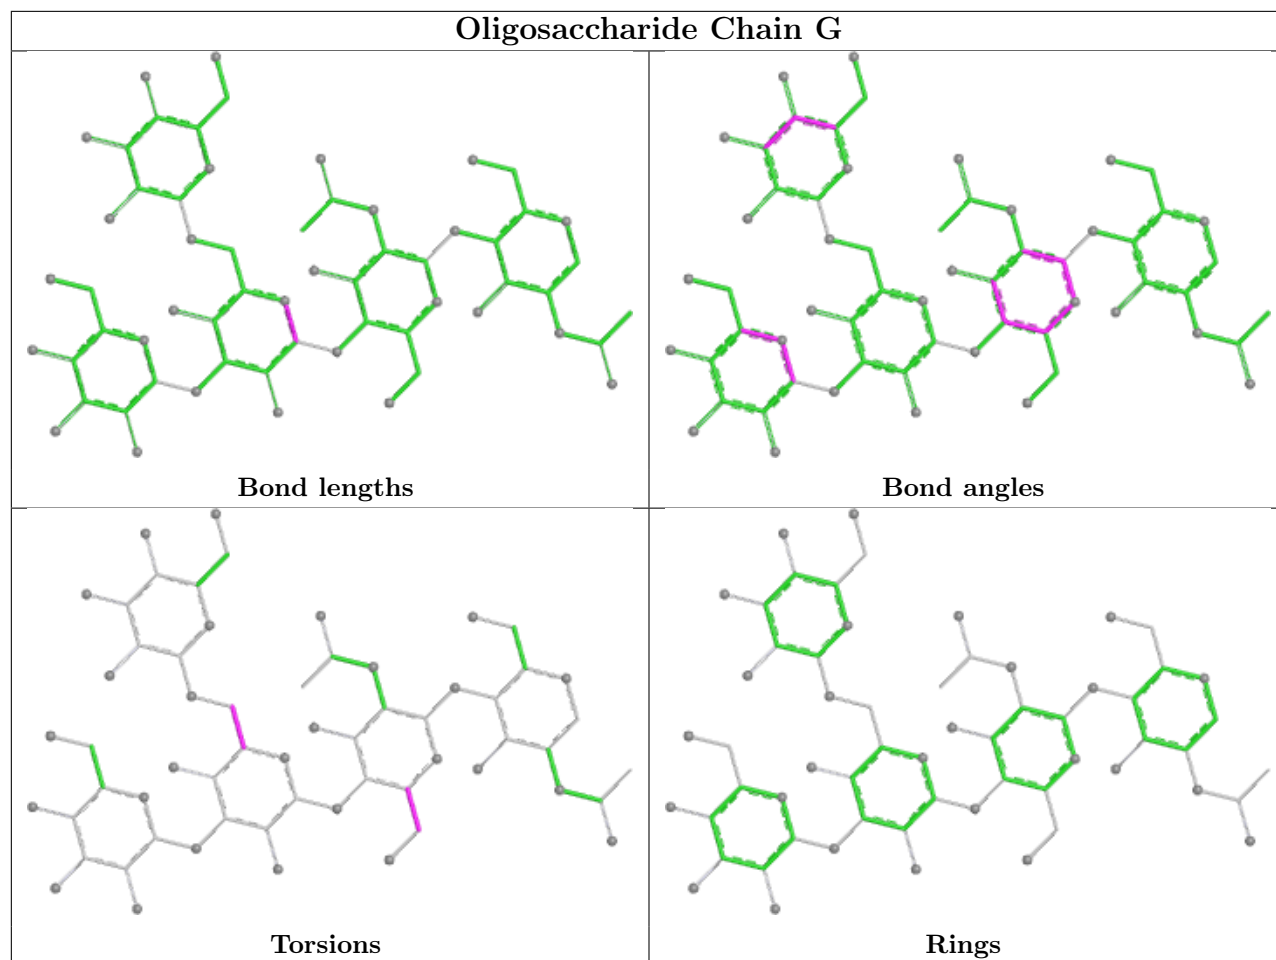 Oligosaccharide Chain G
Bond lengths
Bond angles
Torsions
Rings